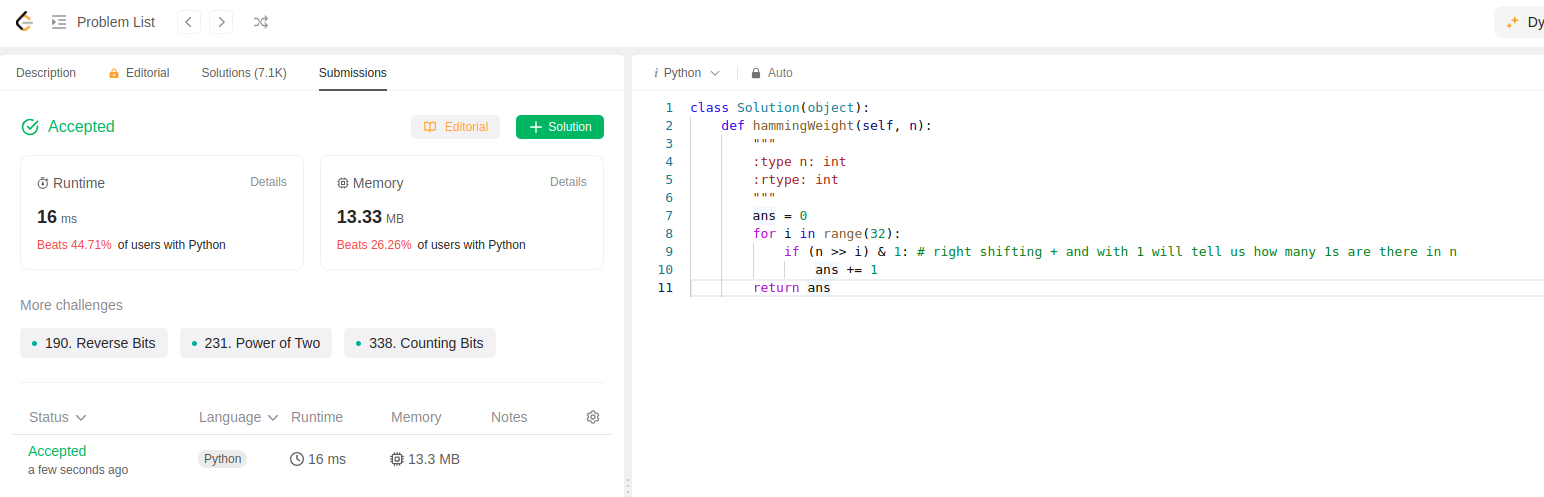 Problem List
Dy
Description Editorial Solutions (7.1K) Submissions
Accepted
Editorial
Solution
Runtime Details
16 ms
Beats 44.71% of users with Python
Memory Details
13.33 MB
Beats 26.26% of users with Python
More challenges
190. Reverse Bits 231. Power of Two 338. Counting Bits
Status Language Runtime Memory Notes
Accepted Python 16 ms 13.3 MB
a few seconds ago
i Python Auto
1 class Solution(object):
2 def hammingWeight(self, n):
3 """
4 :type n: int
5 :rtype: int
6 """
7 ans = 0
8 for i in range(32):
9 if (n >> i) & 1: # right shifting + and with 1 will tell us how many 1s are there in n
10 ans += 1
11 return ans